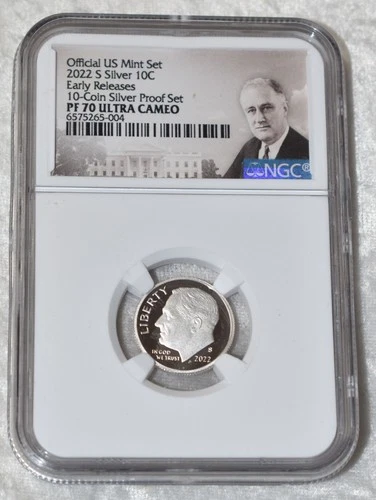 Official US Mint Set
2022 S Silver 10C
Early Releases
10-Coin Silver Proof Set
PF 70 ULTRA CAMEO
6575265-004
NGC®
LIBERTY
IN GOD
WE TRUST
S
2022